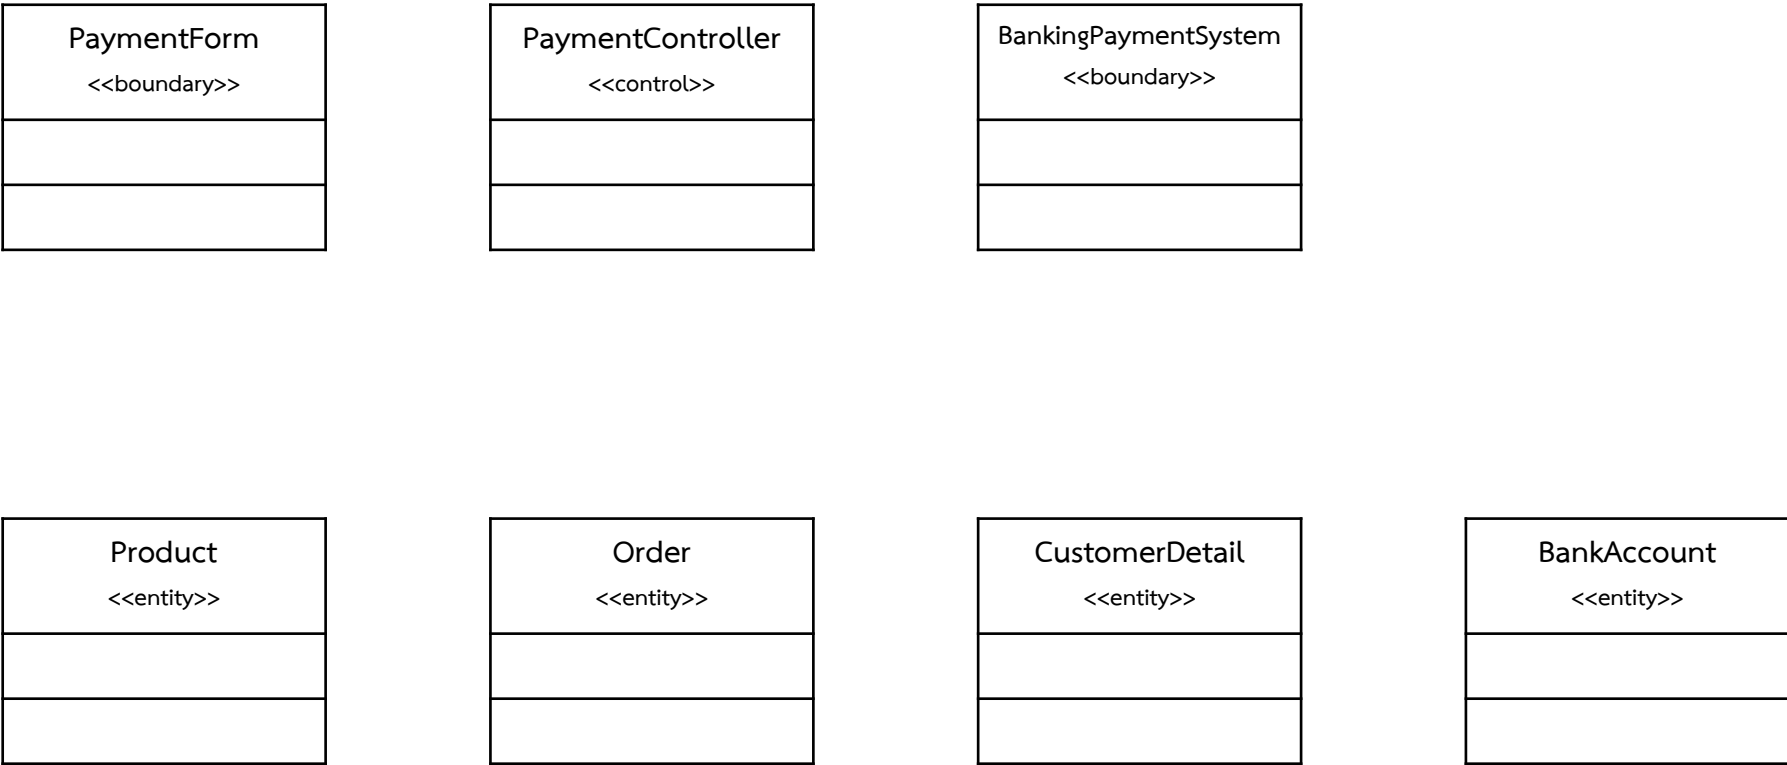 PaymentForm
<<boundary>>
PaymentController
<<control>>
BankingPaymentSystem
<<boundary>>
Product
<<entity>>
Order
<<entity>>
CustomerDetail
<<entity>>
BankAccount
<<entity>>